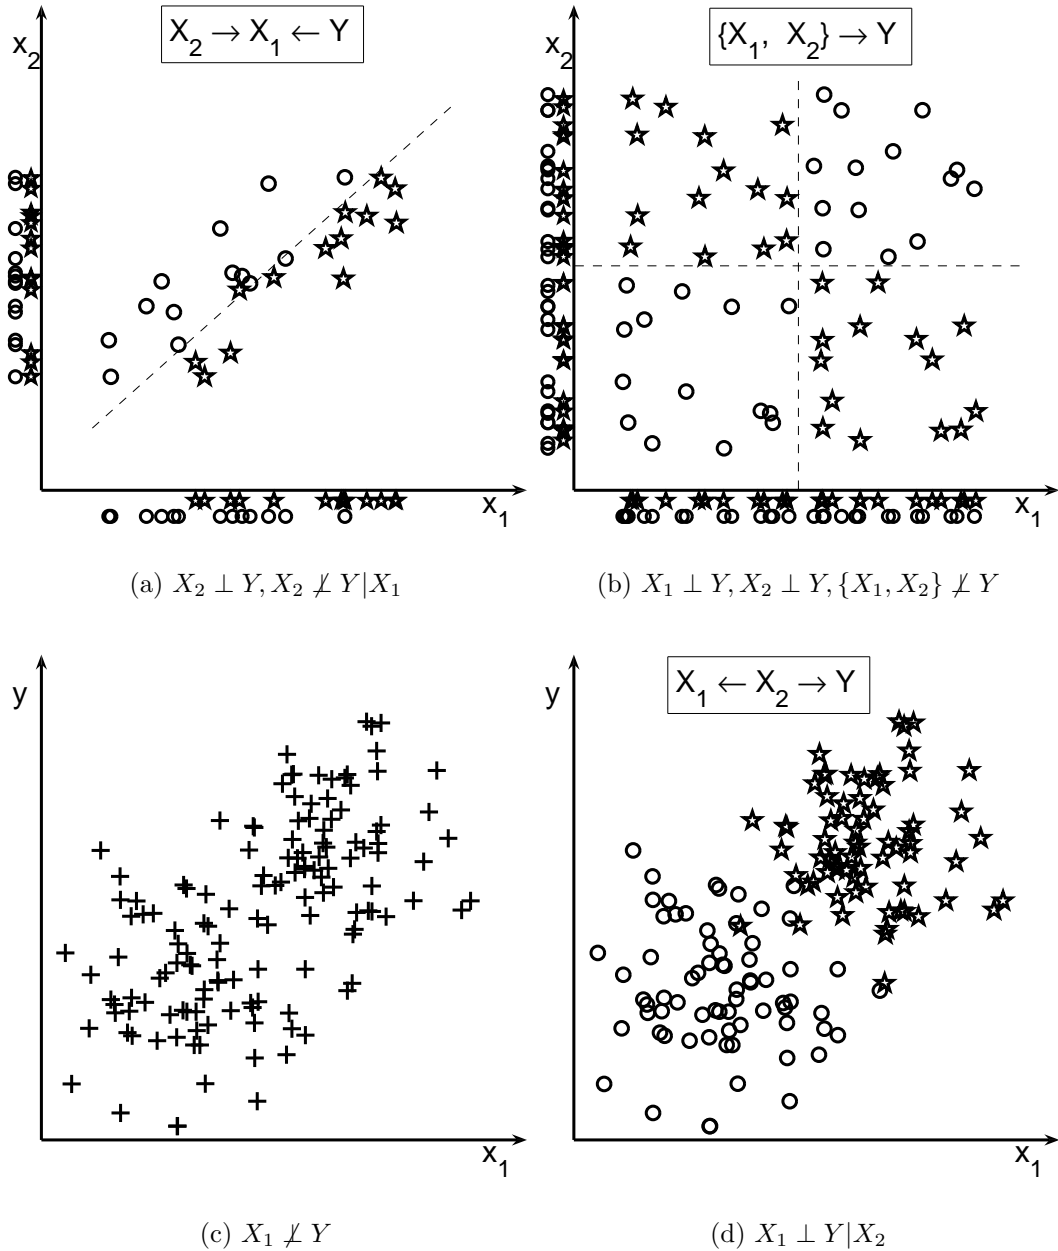 X₂ → X₁ ← Y
x₂
x₁
(a) X₂ ⊥ Y, X₂ ⊥̸ Y|X₁
{X₁, X₂} → Y
x₂
x₁
(b) X₁ ⊥ Y, X₂ ⊥ Y, {X₁, X₂} ⊥̸ Y
y
x₁
(c) X₁ ⊥̸ Y
X₁ ← X₂ → Y
y
x₁
(d) X₁ ⊥ Y|X₂